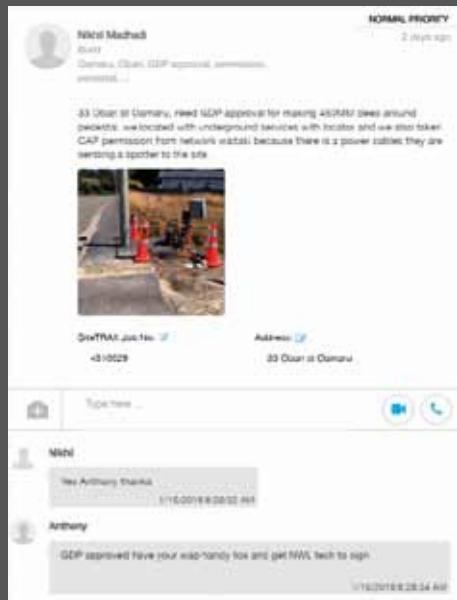 NORMAL PRIORITY
Nikhil Madhadi
2 days ago
Oamaru, Oban, GDP approval, permission,
33 Oban st Oamaru, need GDP approval for making 450MM deep around
pedestal, we located with underground services with locator and we also taken
CAP permission from network waitaki because there is a power cables they are
sending a spotter to the site
SiteTRAX Job No.
Address:
4310029
33 Oban st Oamaru
Type here ...
Nikhil
Yes Anthony thanks
Anthony
GDP approved have your wap handy too and get NWL tech to sign